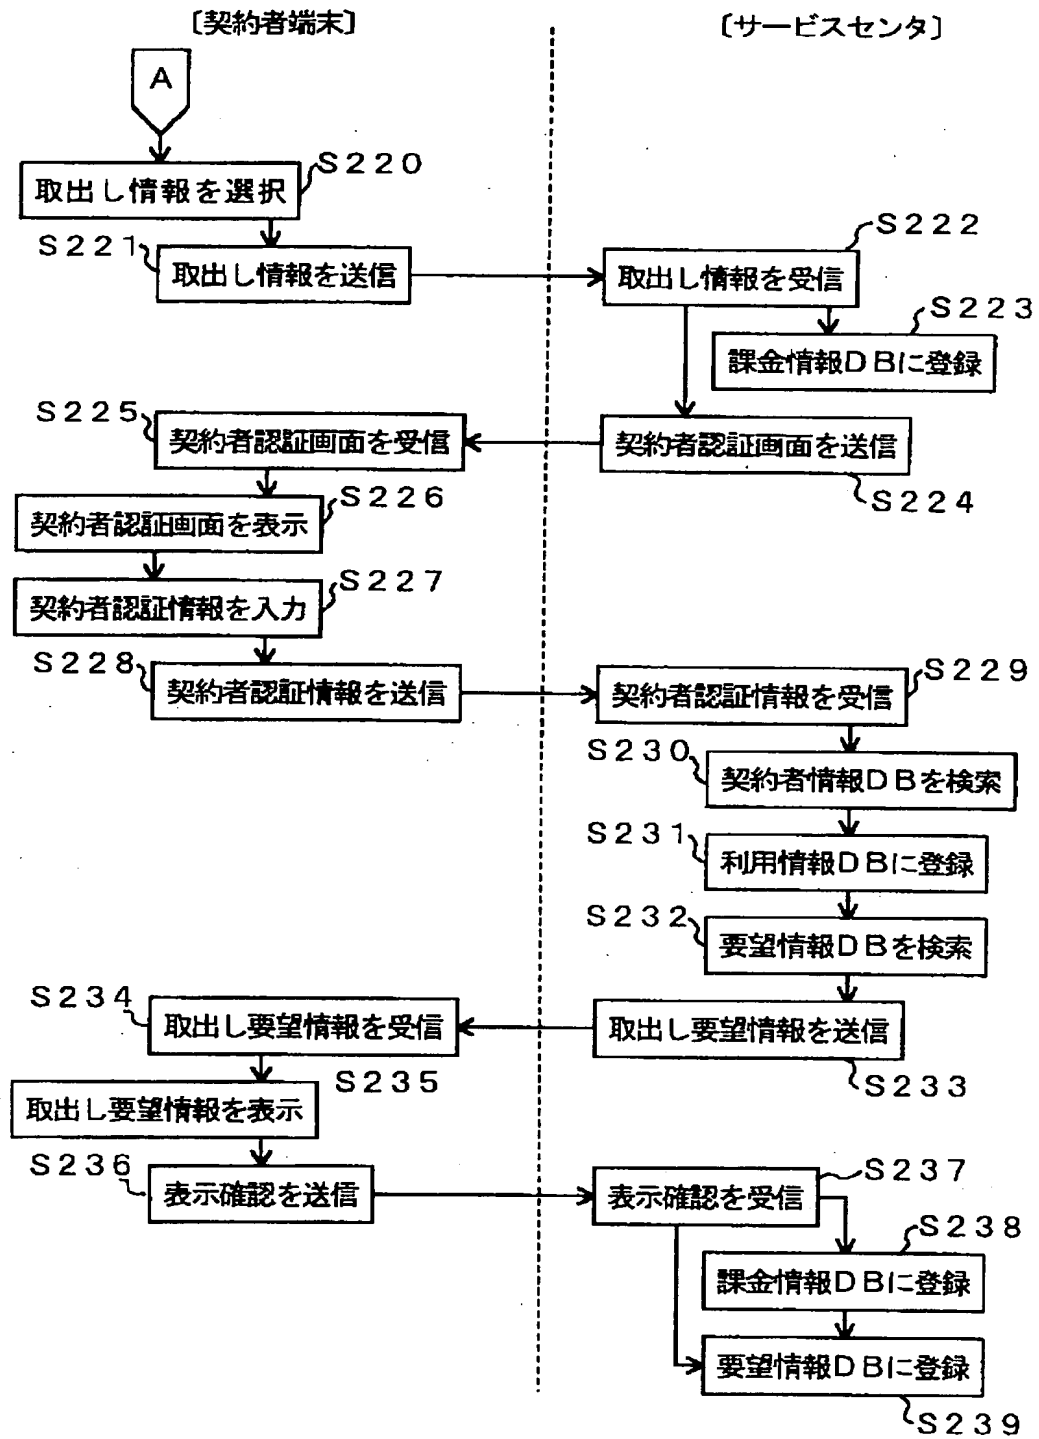 〔契約者端末〕
〔サービスセンタ〕
A
S220
取出し情報を選択
S221
取出し情報を送信
S222
取出し情報を受信
S223
課金情報DBに登録
S225
契約者認証画面を受信
契約者認証画面を送信
S224
S226
契約者認証画面を表示
S227
契約者認証情報を入力
S228
契約者認証情報を送信
S229
契約者認証情報を受信
S230
契約者情報DBを検索
S231
利用情報DBに登録
S232
要望情報DBを検索
S234
取出し要望情報を受信
取出し要望情報を送信
S233
S235
取出し要望情報を表示
S236
表示確認を送信
S237
表示確認を受信
S238
課金情報DBに登録
要望情報DBに登録
S239